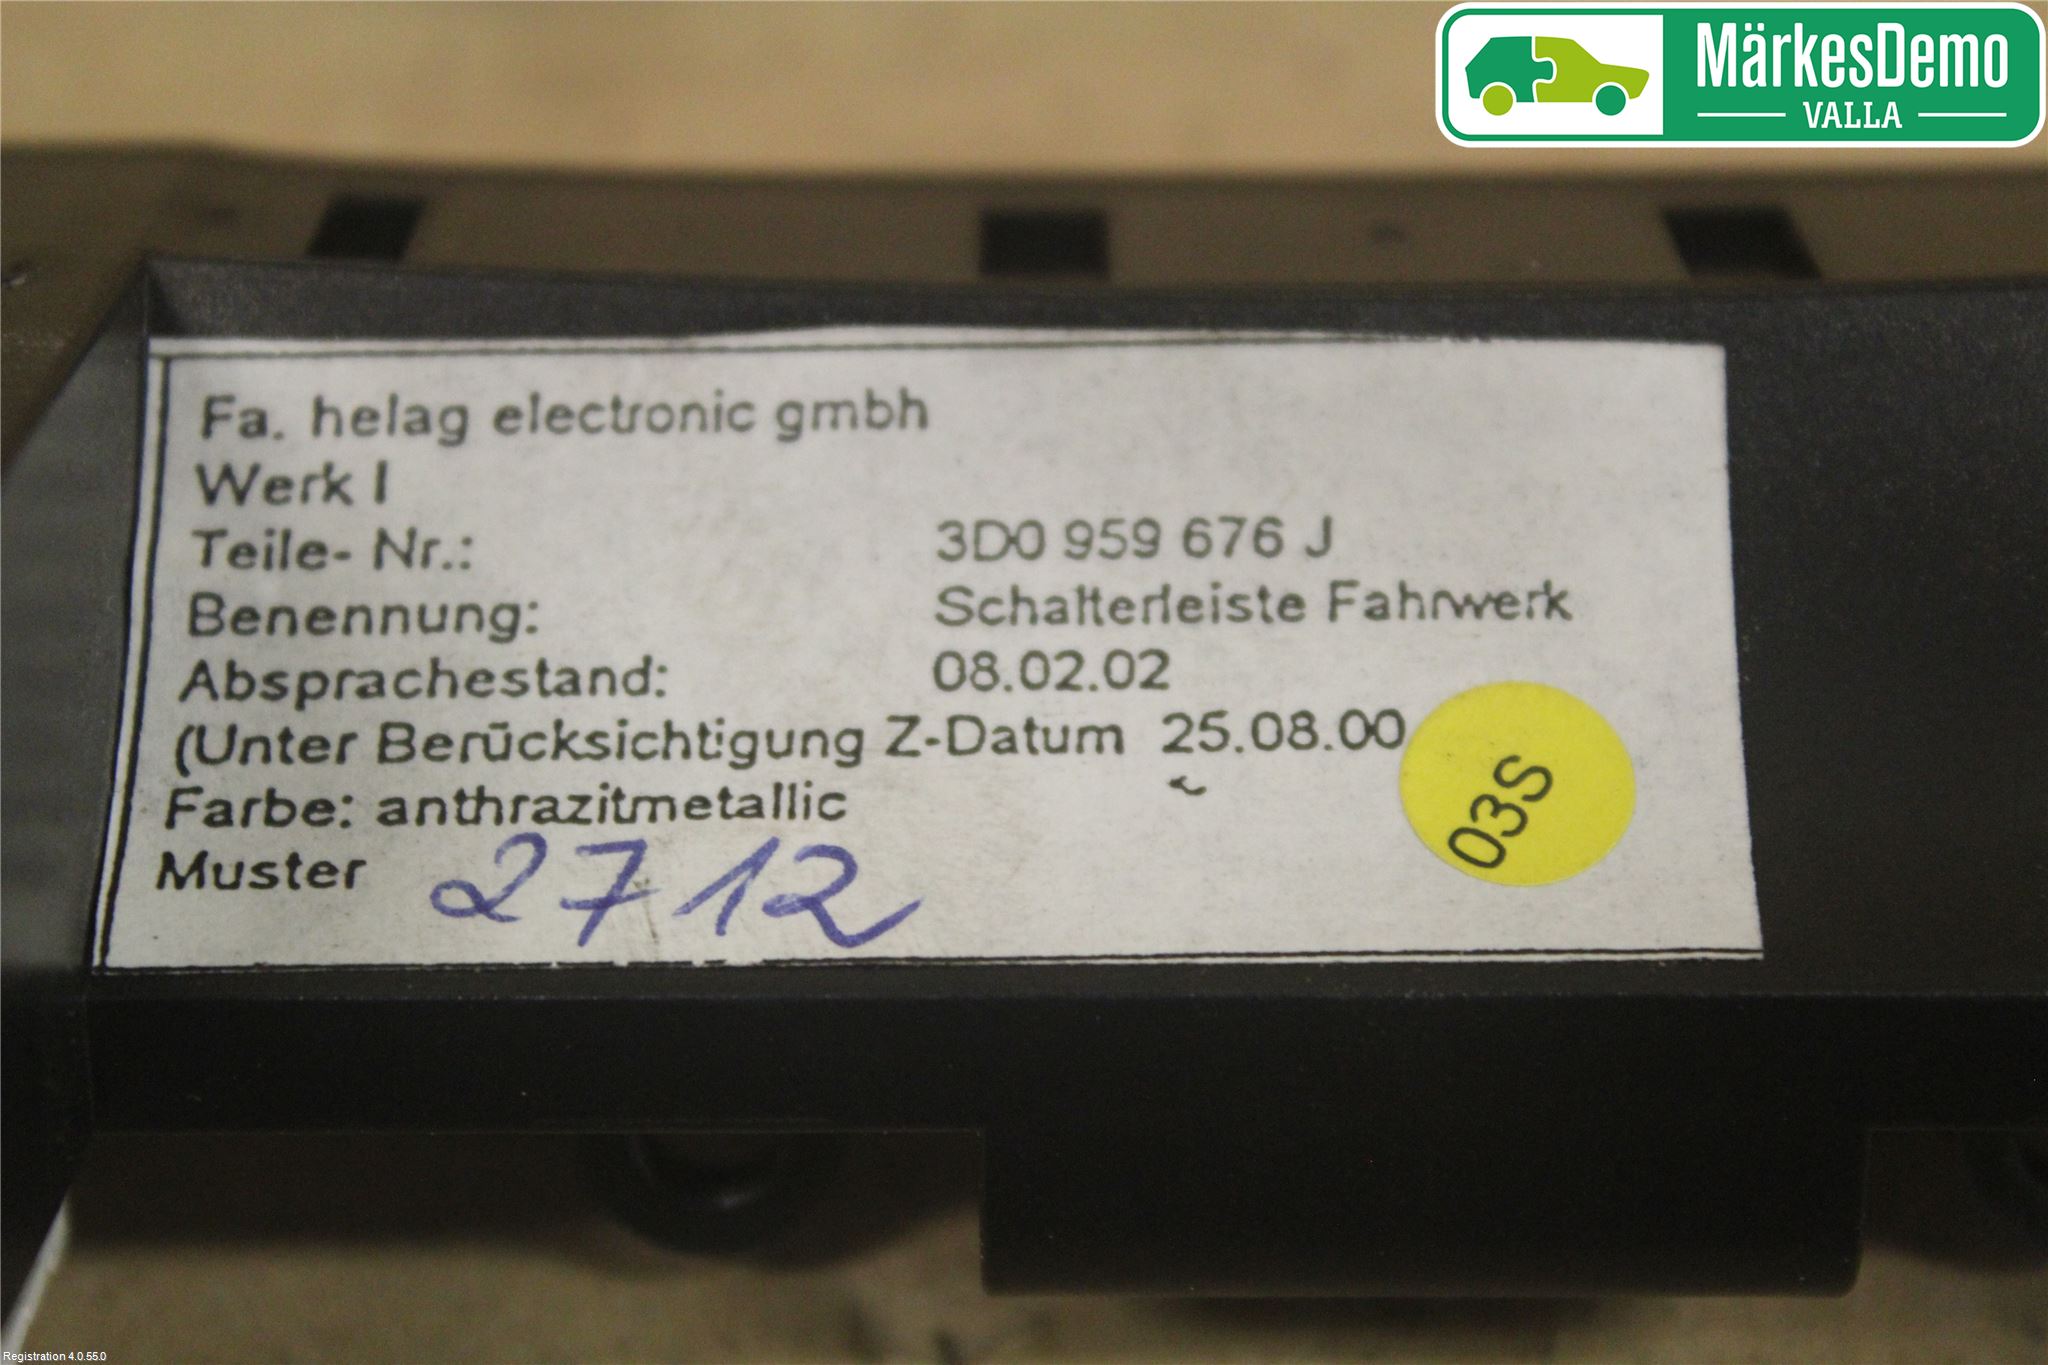 MärkesDemo
VALLA
Fa. helag electronic gmbh
Werk I
Teile- Nr.: 3D0 959 676 J
Benennung: Schalterleiste Fahrwerk
Absprachestand: 08.02.02
(Unter Berücksichtigung Z-Datum 25.08.00
Farbe: anthrazitmetallic
Muster 2712
03S
Registration 4.0.55.0